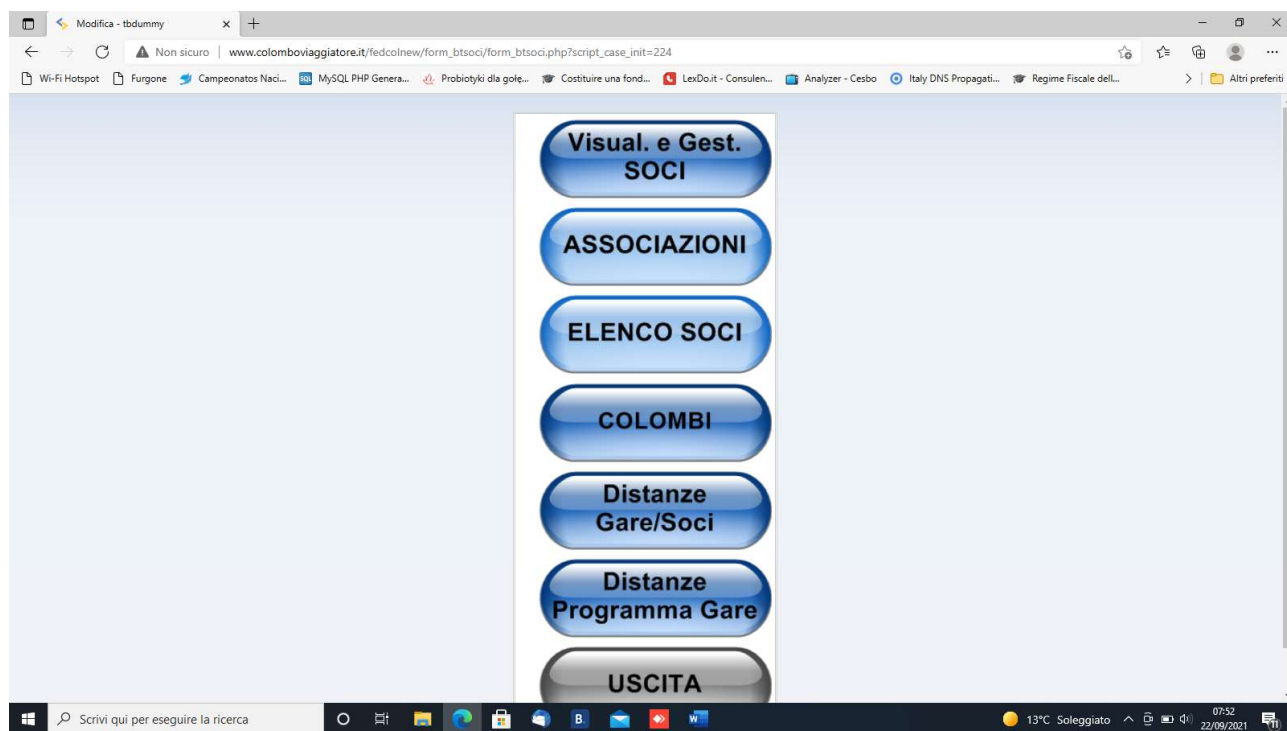 Modifica - tbdummy
Non sicuro | www.colomboviaggiatore.it/fedcolnew/form_btsoci/form_btsoci.php?script_case_init=224
Wi-Fi Hotspot Furgone Campeonatos Naci... MySQL PHP Genera... Probiotyki dla gołę... Costituire una fond... LexDo.it - Consulen... Analyzer - Cesbo Italy DNS Propagati... Regime Fiscale dell... Altri preferiti
Visual. e Gest.
SOCI
ASSOCIAZIONI
ELENCO SOCI
COLOMBI
Distanze
Gare/Soci
Distanze
Programma Gare
USCITA
Scrivi qui per eseguire la ricerca
13°C Soleggiato
07:52
22/09/2021